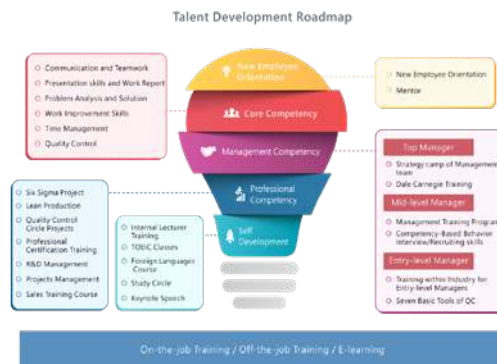 Talent Development Roadmap
Communication and Teamwork
Presentation skills and Work Report
Problem Analysis and Solution
Work Improvement Skills
Time Management
Quality Control
New Employee
Orientation
Core Competency
Management Competency
Professional
Competency
Self
Development
New Employee Orientation
Mentor
Top Manager
Strategy camp of Management
team
Dale Carnegie Training
Mid-level Manager
Management Training Program
Competency-Based Behavior
Interview/Recruiting skills
Entry-level Manager
Training within Industry for
Entry-level Managers
Seven Basic Tools of QC
Six Sigma Project
Lean Production
Quality Control
Circle Projects
Professional
Certification Training
R&D Management
Projects Management
Sales Training Course
Internal Lecturer
Training
TOEIC Classes
Foreign Languages
Course
Study Circle
Keynote Speech
On-the-job Training / Off-the-job Training / E-learning